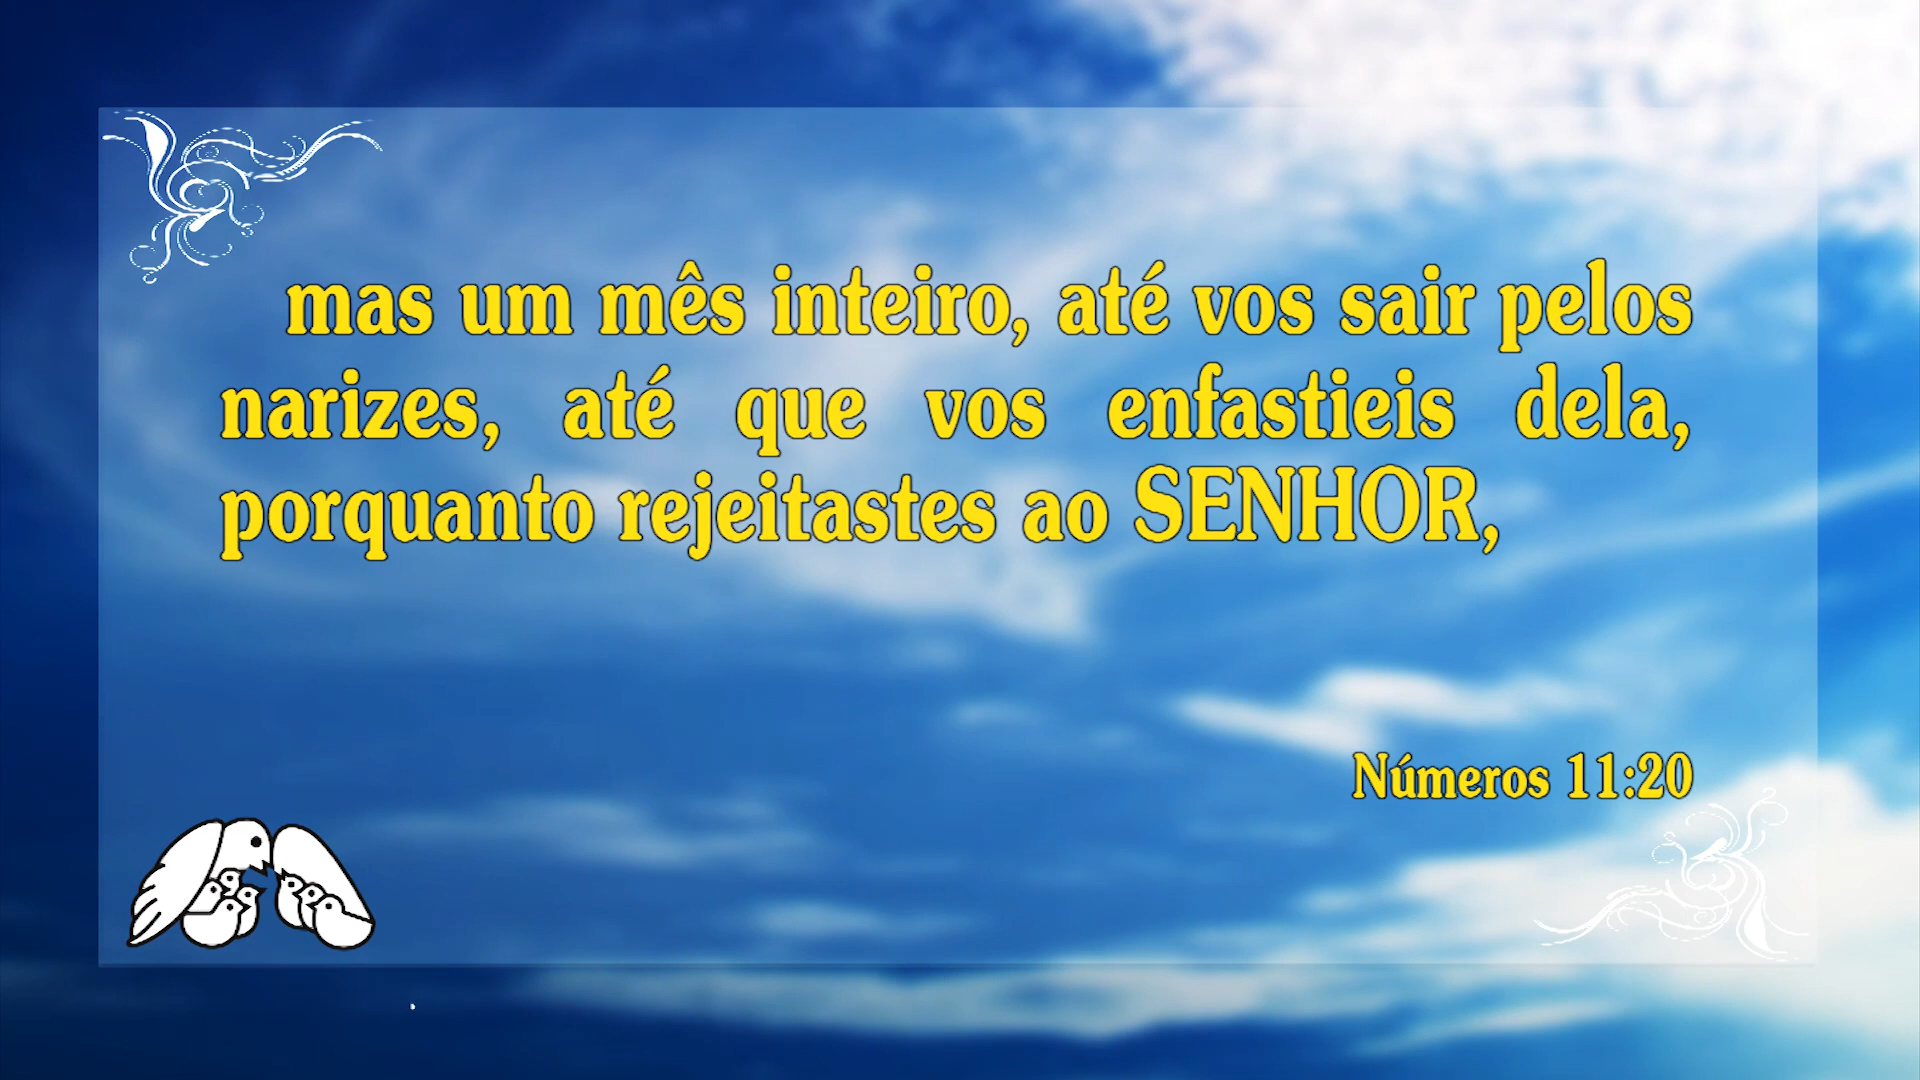 mas um mês inteiro, até vos sair pelos
narizes, até que vos enfastieis dela,
porquanto rejeitastes ao SENHOR,
Números 11:20